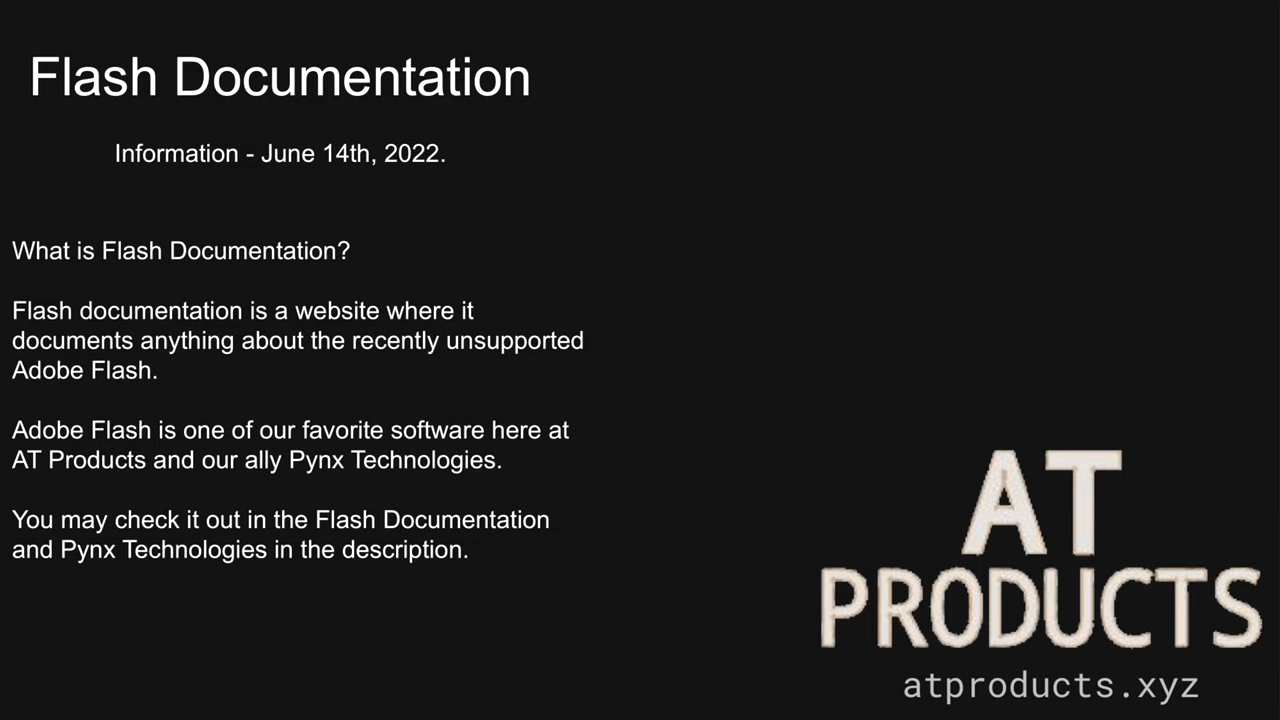 Flash Documentation
Information - June 14th, 2022.
What is Flash Documentation?
Flash documentation is a website where it
documents anything about the recently unsupported
Adobe Flash.
Adobe Flash is one of our favorite software here at
AT Products and our ally Pynx Technologies.
You may check it out in the Flash Documentation
and Pynx Technologies in the description.
AT
PRODUCTS
atproducts.xyz